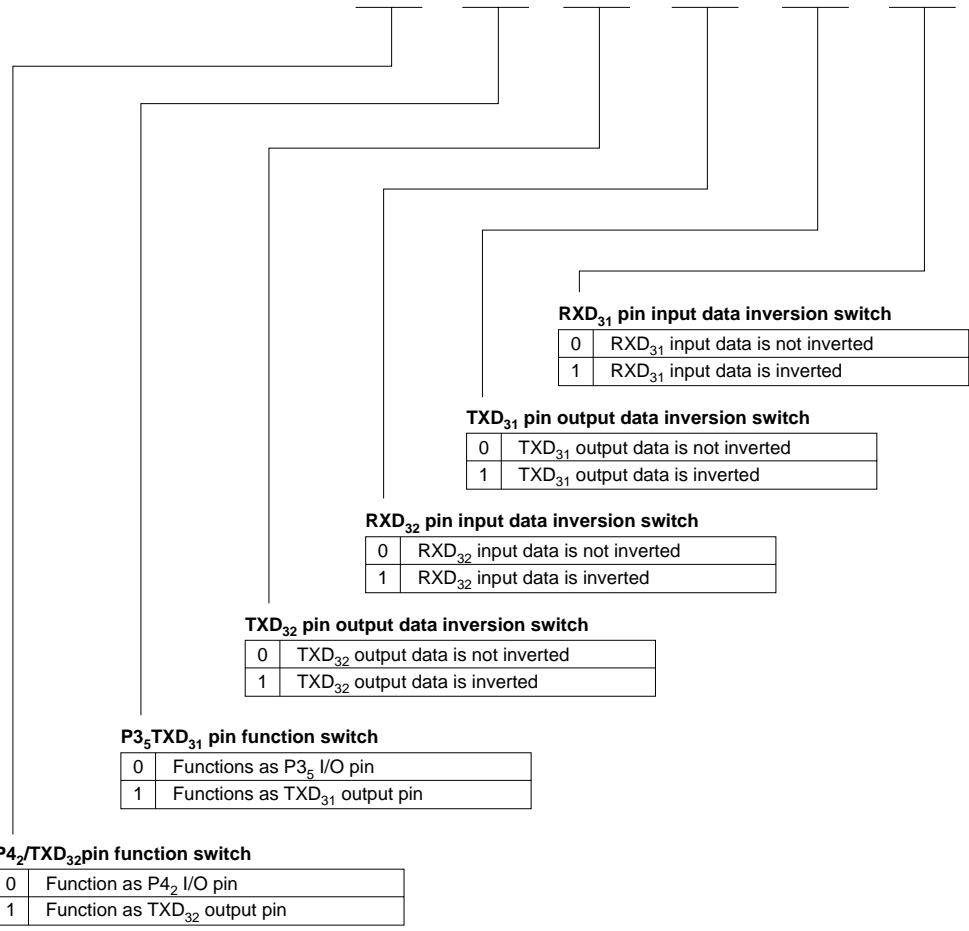 RXD₃₁ pin input data inversion switch
0 RXD₃₁ input data is not inverted
1 RXD₃₁ input data is inverted
TXD₃₁ pin output data inversion switch
0 TXD₃₁ output data is not inverted
1 TXD₃₁ output data is inverted
RXD₃₂ pin input data inversion switch
0 RXD₃₂ input data is not inverted
1 RXD₃₂ input data is inverted
TXD₃₂ pin output data inversion switch
0 TXD₃₂ output data is not inverted
1 TXD₃₂ output data is inverted
P3₅TXD₃₁ pin function switch
0 Functions as P3₅ I/O pin
1 Functions as TXD₃₁ output pin
P4₂/TXD₃₂pin function switch
0 Function as P4₂ I/O pin
1 Function as TXD₃₂ output pin